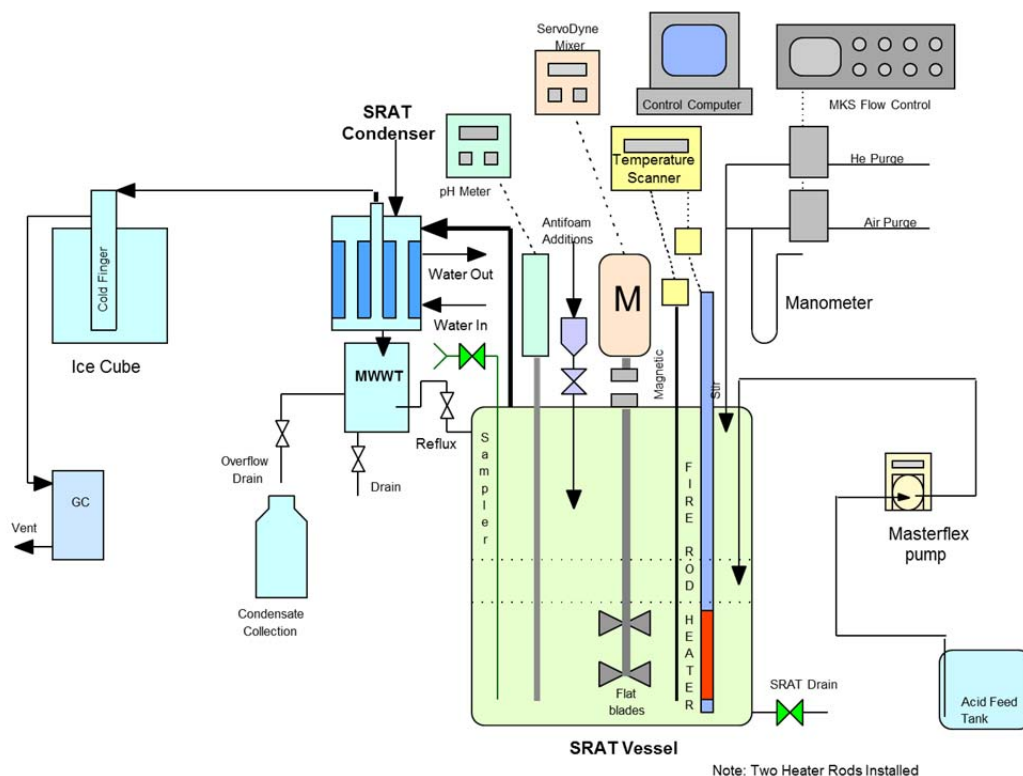 ServoDyne
Mixer
Control Computer
MKS Flow Control
SRAT
Condenser
pH Meter
Temperature
Scanner
He Purge
Air Purge
Antifoam
Additions
Cold Finger
Water Out
Water In
M
Manometer
Ice Cube
MWWT
Magnetic
Stir
Reflux
Overflow
Drain
Drain
Sampler
FIRE ROD HEATER
GC
Vent
Masterflex
pump
Condensate
Collection
Flat
blades
SRAT Drain
Acid Feed
Tank
SRAT Vessel
Note: Two Heater Rods Installed